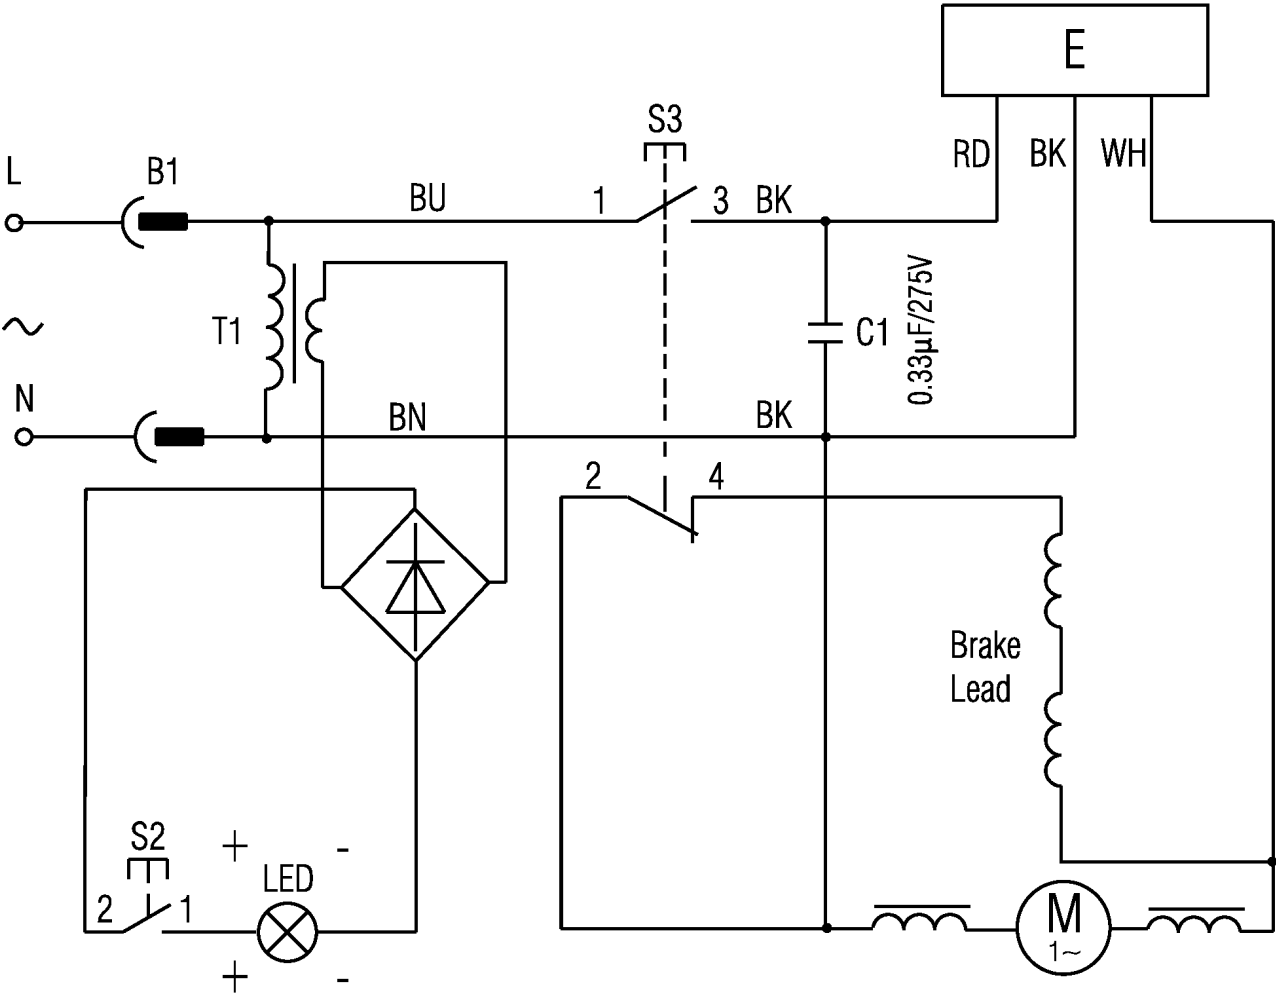 E
S3
RD BK WH
L B1
BU 1 3 BK
T1 C1 0.33µF/275V
N
BN BK
2 4
Brake
Lead
S2 + -
LED
2 1 M
1~
+ -